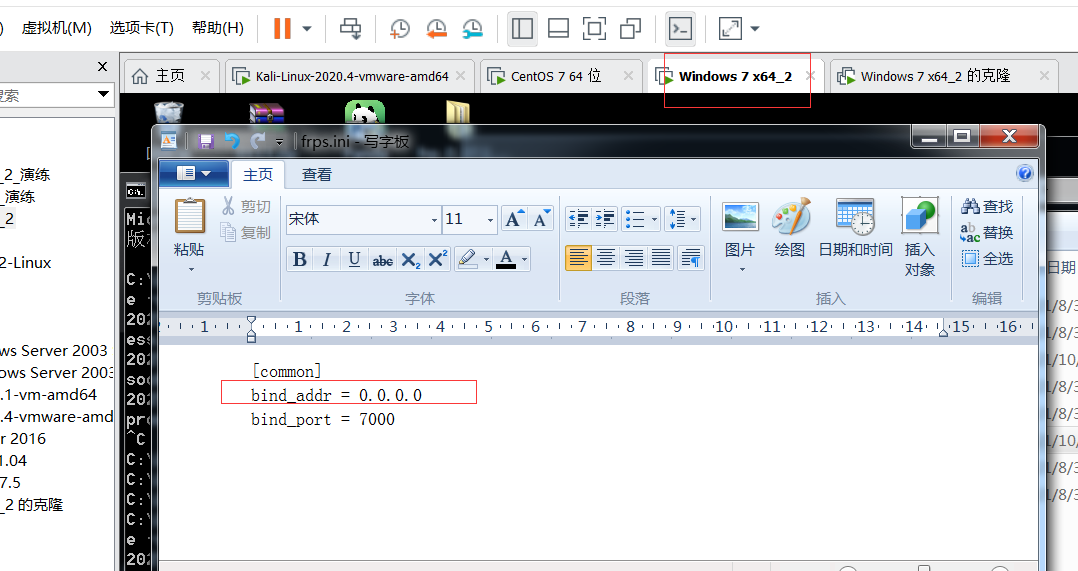 虚拟机(M) 选项卡(T) 帮助(H)
主页 Kali-Linux-2020.4-vmware-amd64 CentOS 7 64 位 Windows 7 x64_2 Windows 7 x64_2 的克隆
搜索
frps.ini - 写字板
主页 查看
_2_演练
_演练
_2
2-Linux
ws Server 2003
ows Server 2003
.1-vm-amd64
.4-vmware-amd
r 2016
1.04
7.5
_2 的克隆
粘贴
剪切
复制
剪贴板
宋体 11
B I U abc X₂ X²
A
字体
段落
图片 绘图 日期和时间 插入对象
插入
查找
替换
全选
编辑
1 1 2 3 4 5 6 7 8 9 10 11 12 13 14 15 16
[common]
bind_addr = 0.0.0.0
bind_port = 7000
Mic
C:\
e
202
ess
202
soc
202
pro
^C
C:\
C:\
C:\
C:\
e
202
日期
1/8/3
1/8/3
1/10,
1/8/3
1/8/3
1/10,
1/8/3
1/8/3